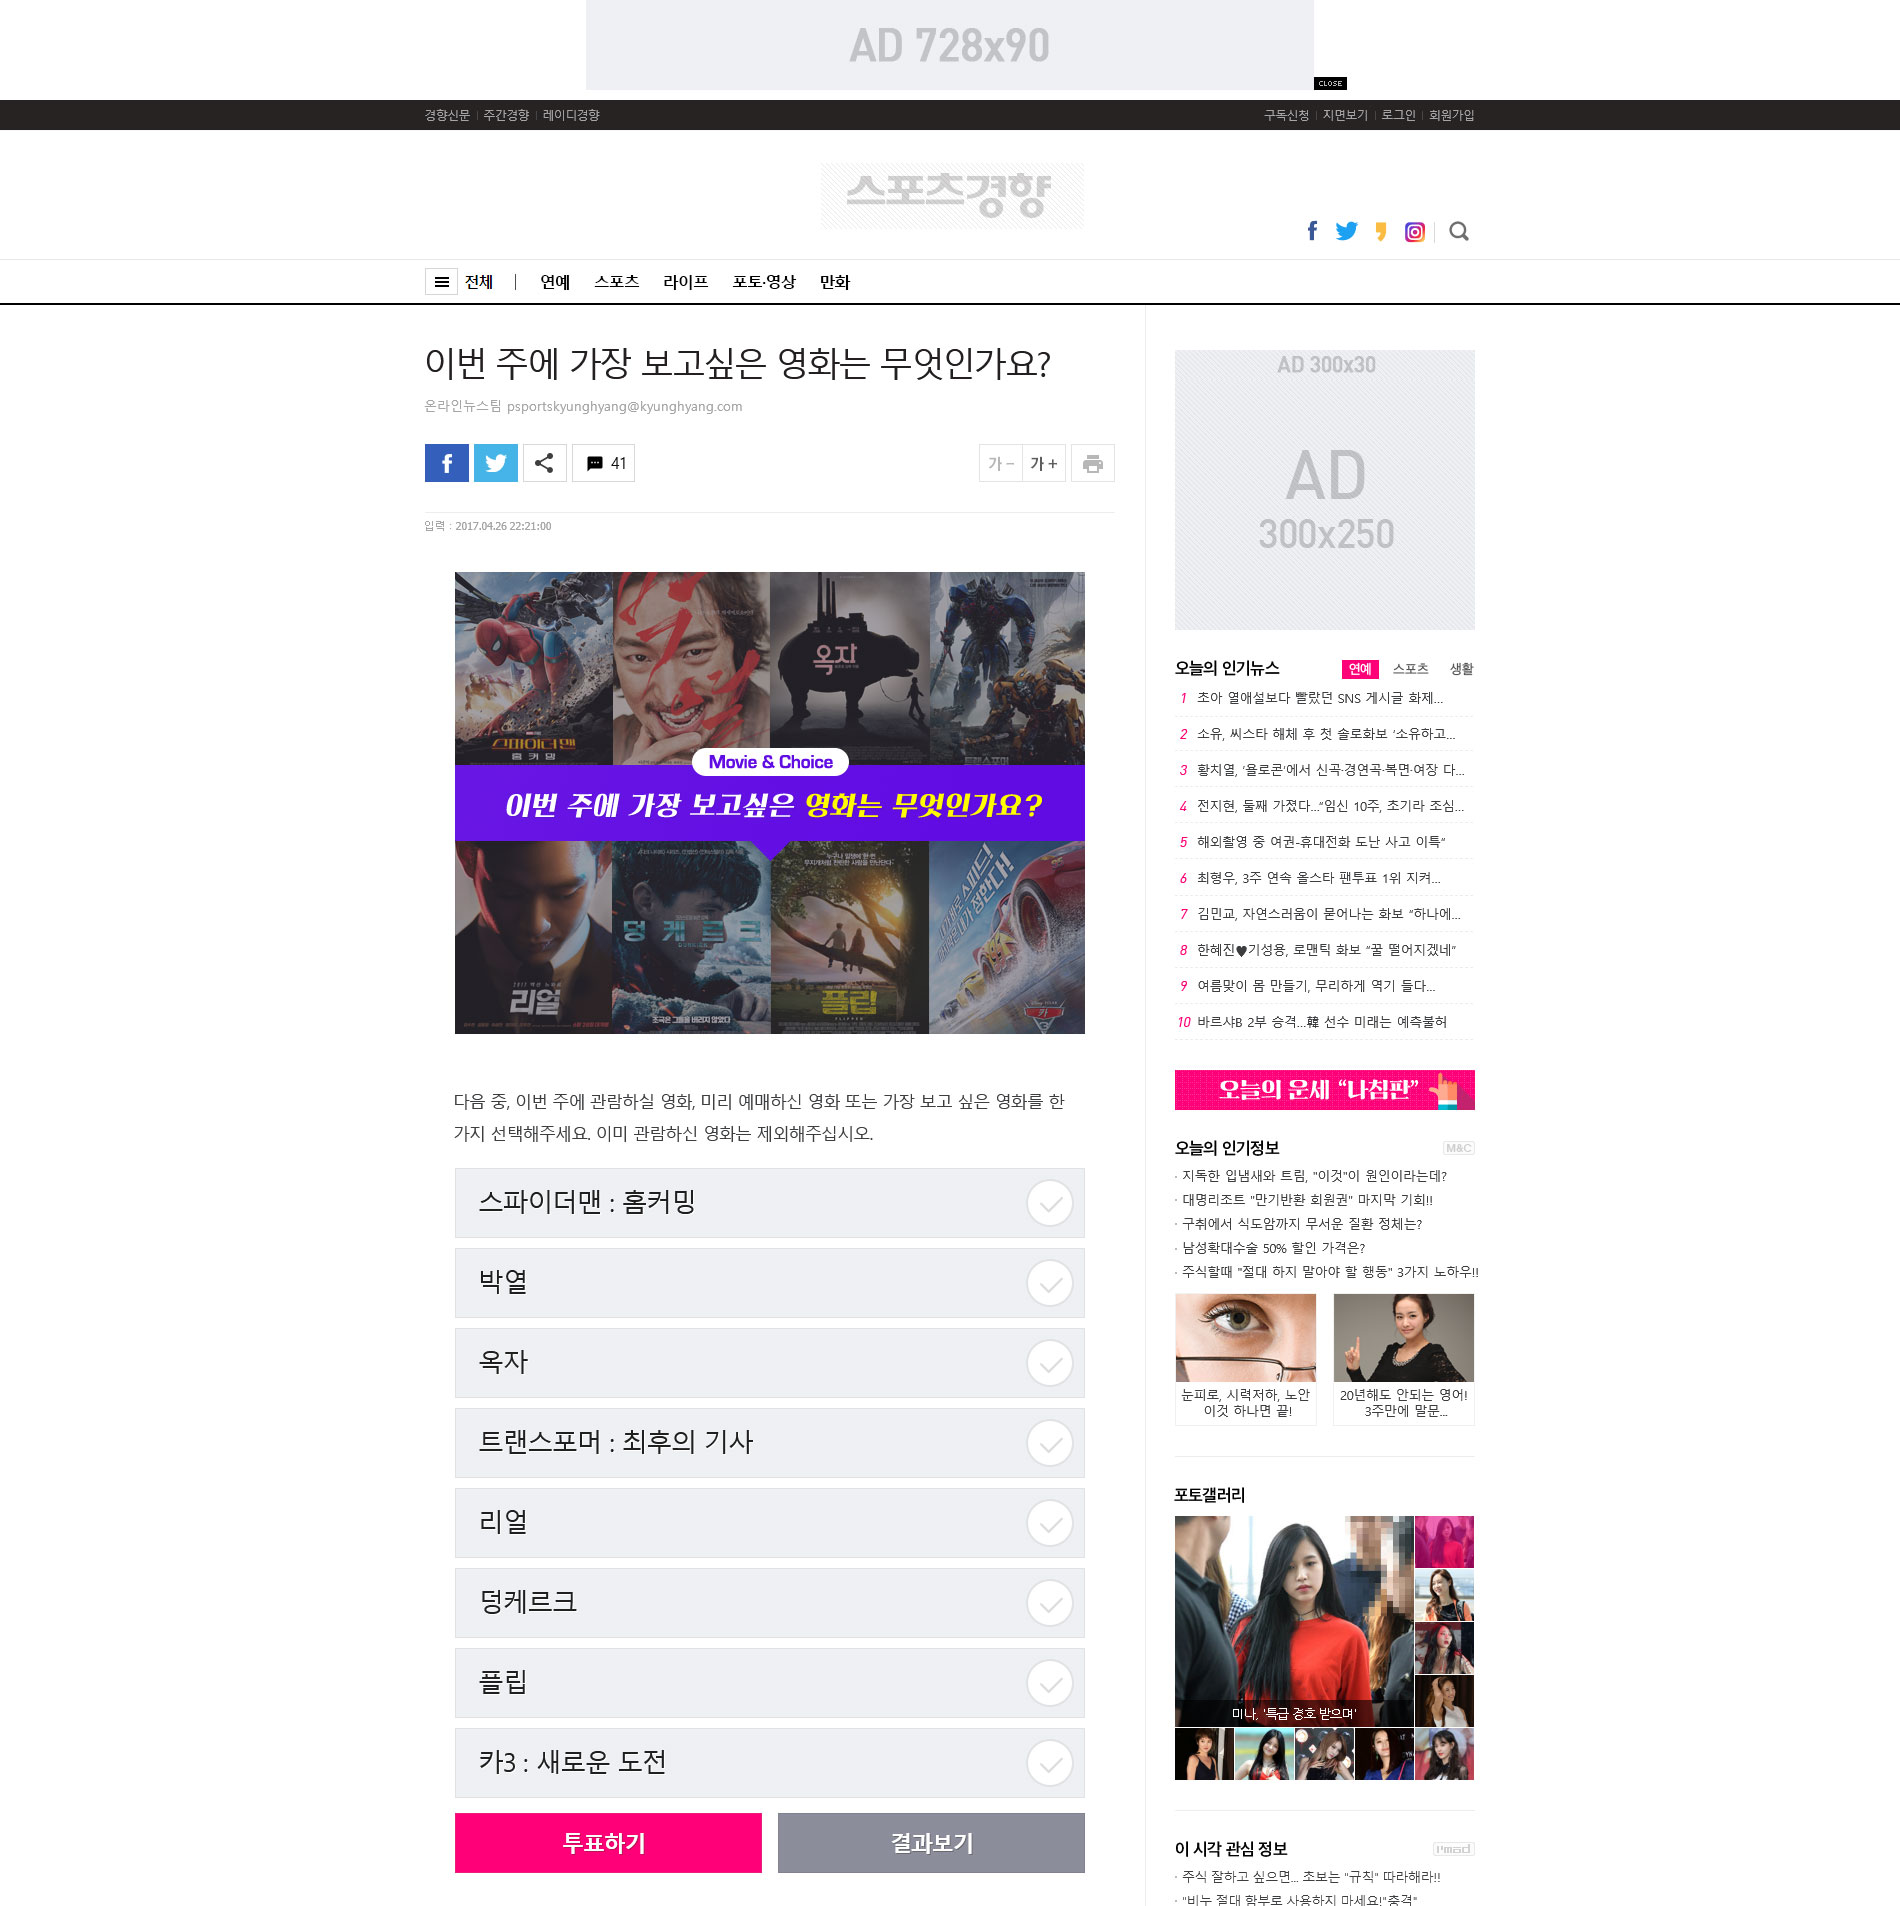 AD 728x90
CLOSE
경향신문 주간경향 레이디경향
구독신청 지면보기 로그인 회원가입
스포츠경향
전체 연예 스포츠 라이프 포토·영상 만화
이번 주에 가장 보고싶은 영화는 무엇인가요?
온라인뉴스팀 psportskyunghyang@kyunghyang.com
41
가 − 가 +
입력 : 2017.04.26 22:21:00
스파이더맨
홈커밍
옥자
트랜스포머
Movie & Choice
이번 주에 가장 보고싶은 영화는 무엇인가요?
리얼
덩케르크
조국은 그들을 버리지 않았다
플립
카
3
다음 중, 이번 주에 관람하실 영화, 미리 예매하신 영화 또는 가장 보고 싶은 영화를 한
가지 선택해주세요. 이미 관람하신 영화는 제외해주십시오.
스파이더맨 : 홈커밍
박열
옥자
트랜스포머 : 최후의 기사
리얼
덩케르크
플립
카3 : 새로운 도전
투표하기
결과보기
AD 300x30
AD
300x250
오늘의 인기뉴스 연예 스포츠 생활
1 초아 열애설보다 빨랐던 SNS 게시글 화제...
2 소유, 씨스타 해체 후 첫 솔로화보 '소유하고...
3 황치열, '욜로콘'에서 신곡·경연곡·복면·여장 다...
4 전지현, 둘째 가졌다...“임신 10주, 초기라 조심...
5 해외촬영 중 여권-휴대전화 도난 사고 이특”
6 최형우, 3주 연속 올스타 팬투표 1위 지켜...
7 김민교, 자연스러움이 묻어나는 화보 “하나에...
8 한혜진♥기성용, 로맨틱 화보 “꿀 떨어지겠네”
9 여름맞이 몸 만들기, 무리하게 역기 들다...
10 바르샤B 2부 승격...韓 선수 미래는 예측불허
오늘의 운세 “나침판”
오늘의 인기정보
M&C
· 지독한 입냄새와 트림, "이것"이 원인이라는데?
· 대명리조트 "만기반환 회원권" 마지막 기회!!
· 구취에서 식도암까지 무서운 질환 정체는?
· 남성확대수술 50% 할인 가격은?
· 주식할때 "절대 하지 말아야 할 행동" 3가지 노하우!!
눈피로, 시력저하, 노안
이것 하나면 끝!
20년해도 안되는 영어!
3주만에 말문...
포토갤러리
미나, '특급 경호 받으며'
이 시각 관심 정보
· 주식 잘하고 싶으면... 초보는 "규칙" 따라해라!!
· "비누 절대 함부로 사용하지 마세요!"충격"